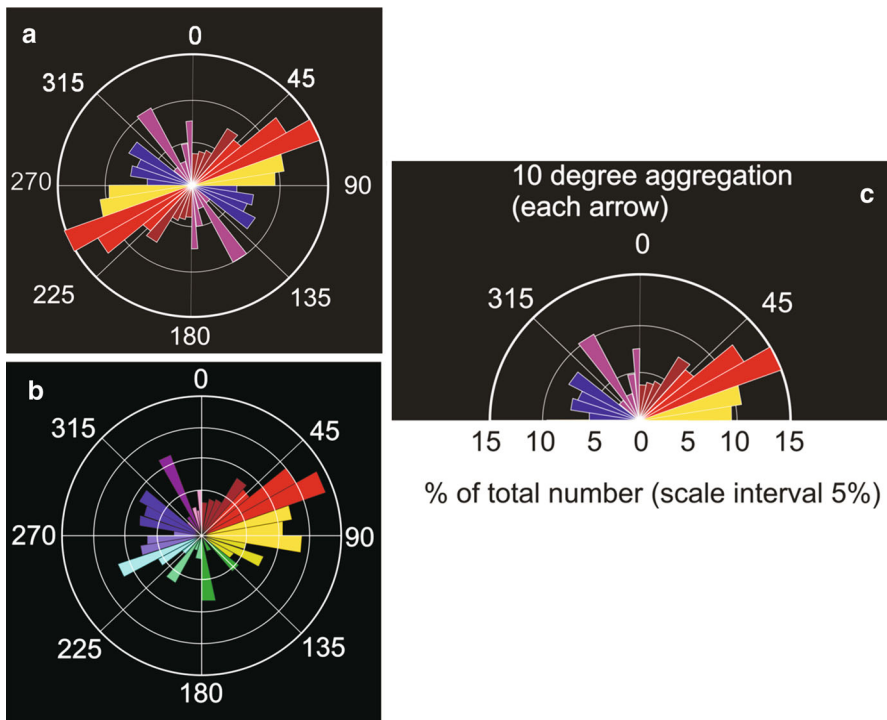 a
0
315
45
270
90
225
135
180
b
0
315
45
270
90
225
135
180
10 degree aggregation
(each arrow)
c
0
315
45
15 10 5 0 5 10 15
% of total number (scale interval 5%)